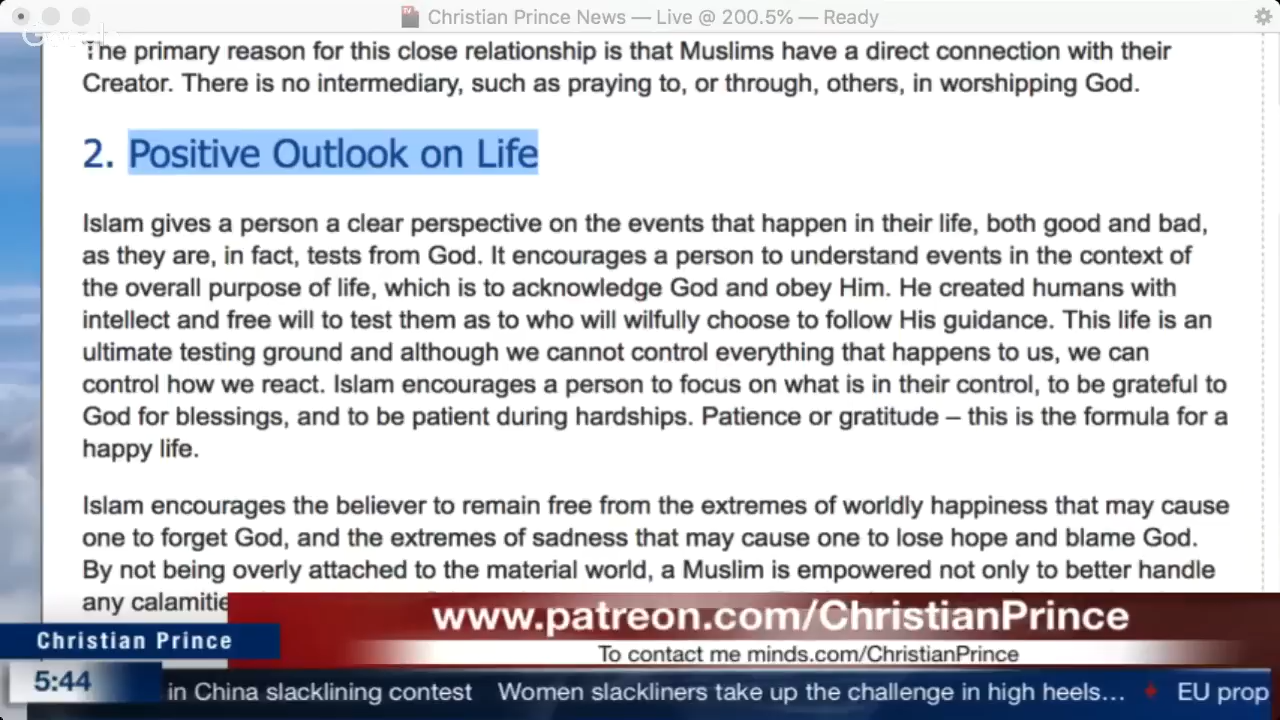 Christian Prince News — Live @ 200.5% — Ready
The primary reason for this close relationship is that Muslims have a direct connection with their
Creator. There is no intermediary, such as praying to, or through, others, in worshipping God.
2. Positive Outlook on Life
Islam gives a person a clear perspective on the events that happen in their life, both good and bad,
as they are, in fact, tests from God. It encourages a person to understand events in the context of
the overall purpose of life, which is to acknowledge God and obey Him. He created humans with
intellect and free will to test them as to who will wilfully choose to follow His guidance. This life is an
ultimate testing ground and although we cannot control everything that happens to us, we can
control how we react. Islam encourages a person to focus on what is in their control, to be grateful to
God for blessings, and to be patient during hardships. Patience or gratitude – this is the formula for a
happy life.
Islam encourages the believer to remain free from the extremes of worldly happiness that may cause
one to forget God, and the extremes of sadness that may cause one to lose hope and blame God.
By not being overly attached to the material world, a Muslim is empowered not only to better handle
any
www.patreon.com/ChristianPrince
Christian Prince
To contact me minds.com/ChristianPrince
5:44
in China slacklining contest Women slackliners take up the challenge in high heels... EU prop